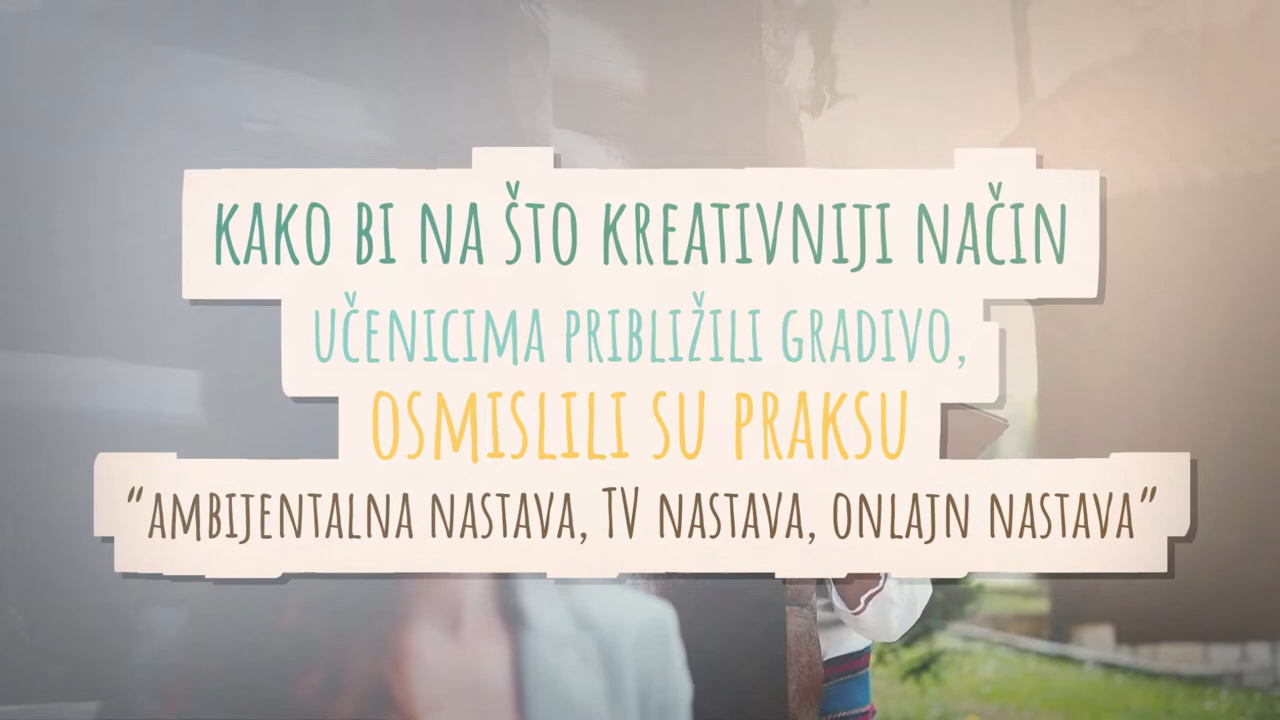 KAKO BI NA ŠTO KREATIVNIJI NAČIN
UČENICIMA PRIBLIŽILI GRADIVO,
OSMISLILI SU PRAKSU
“AMBIJENTALNA NASTAVA, TV NASTAVA, ONLAJN NASTAVA”